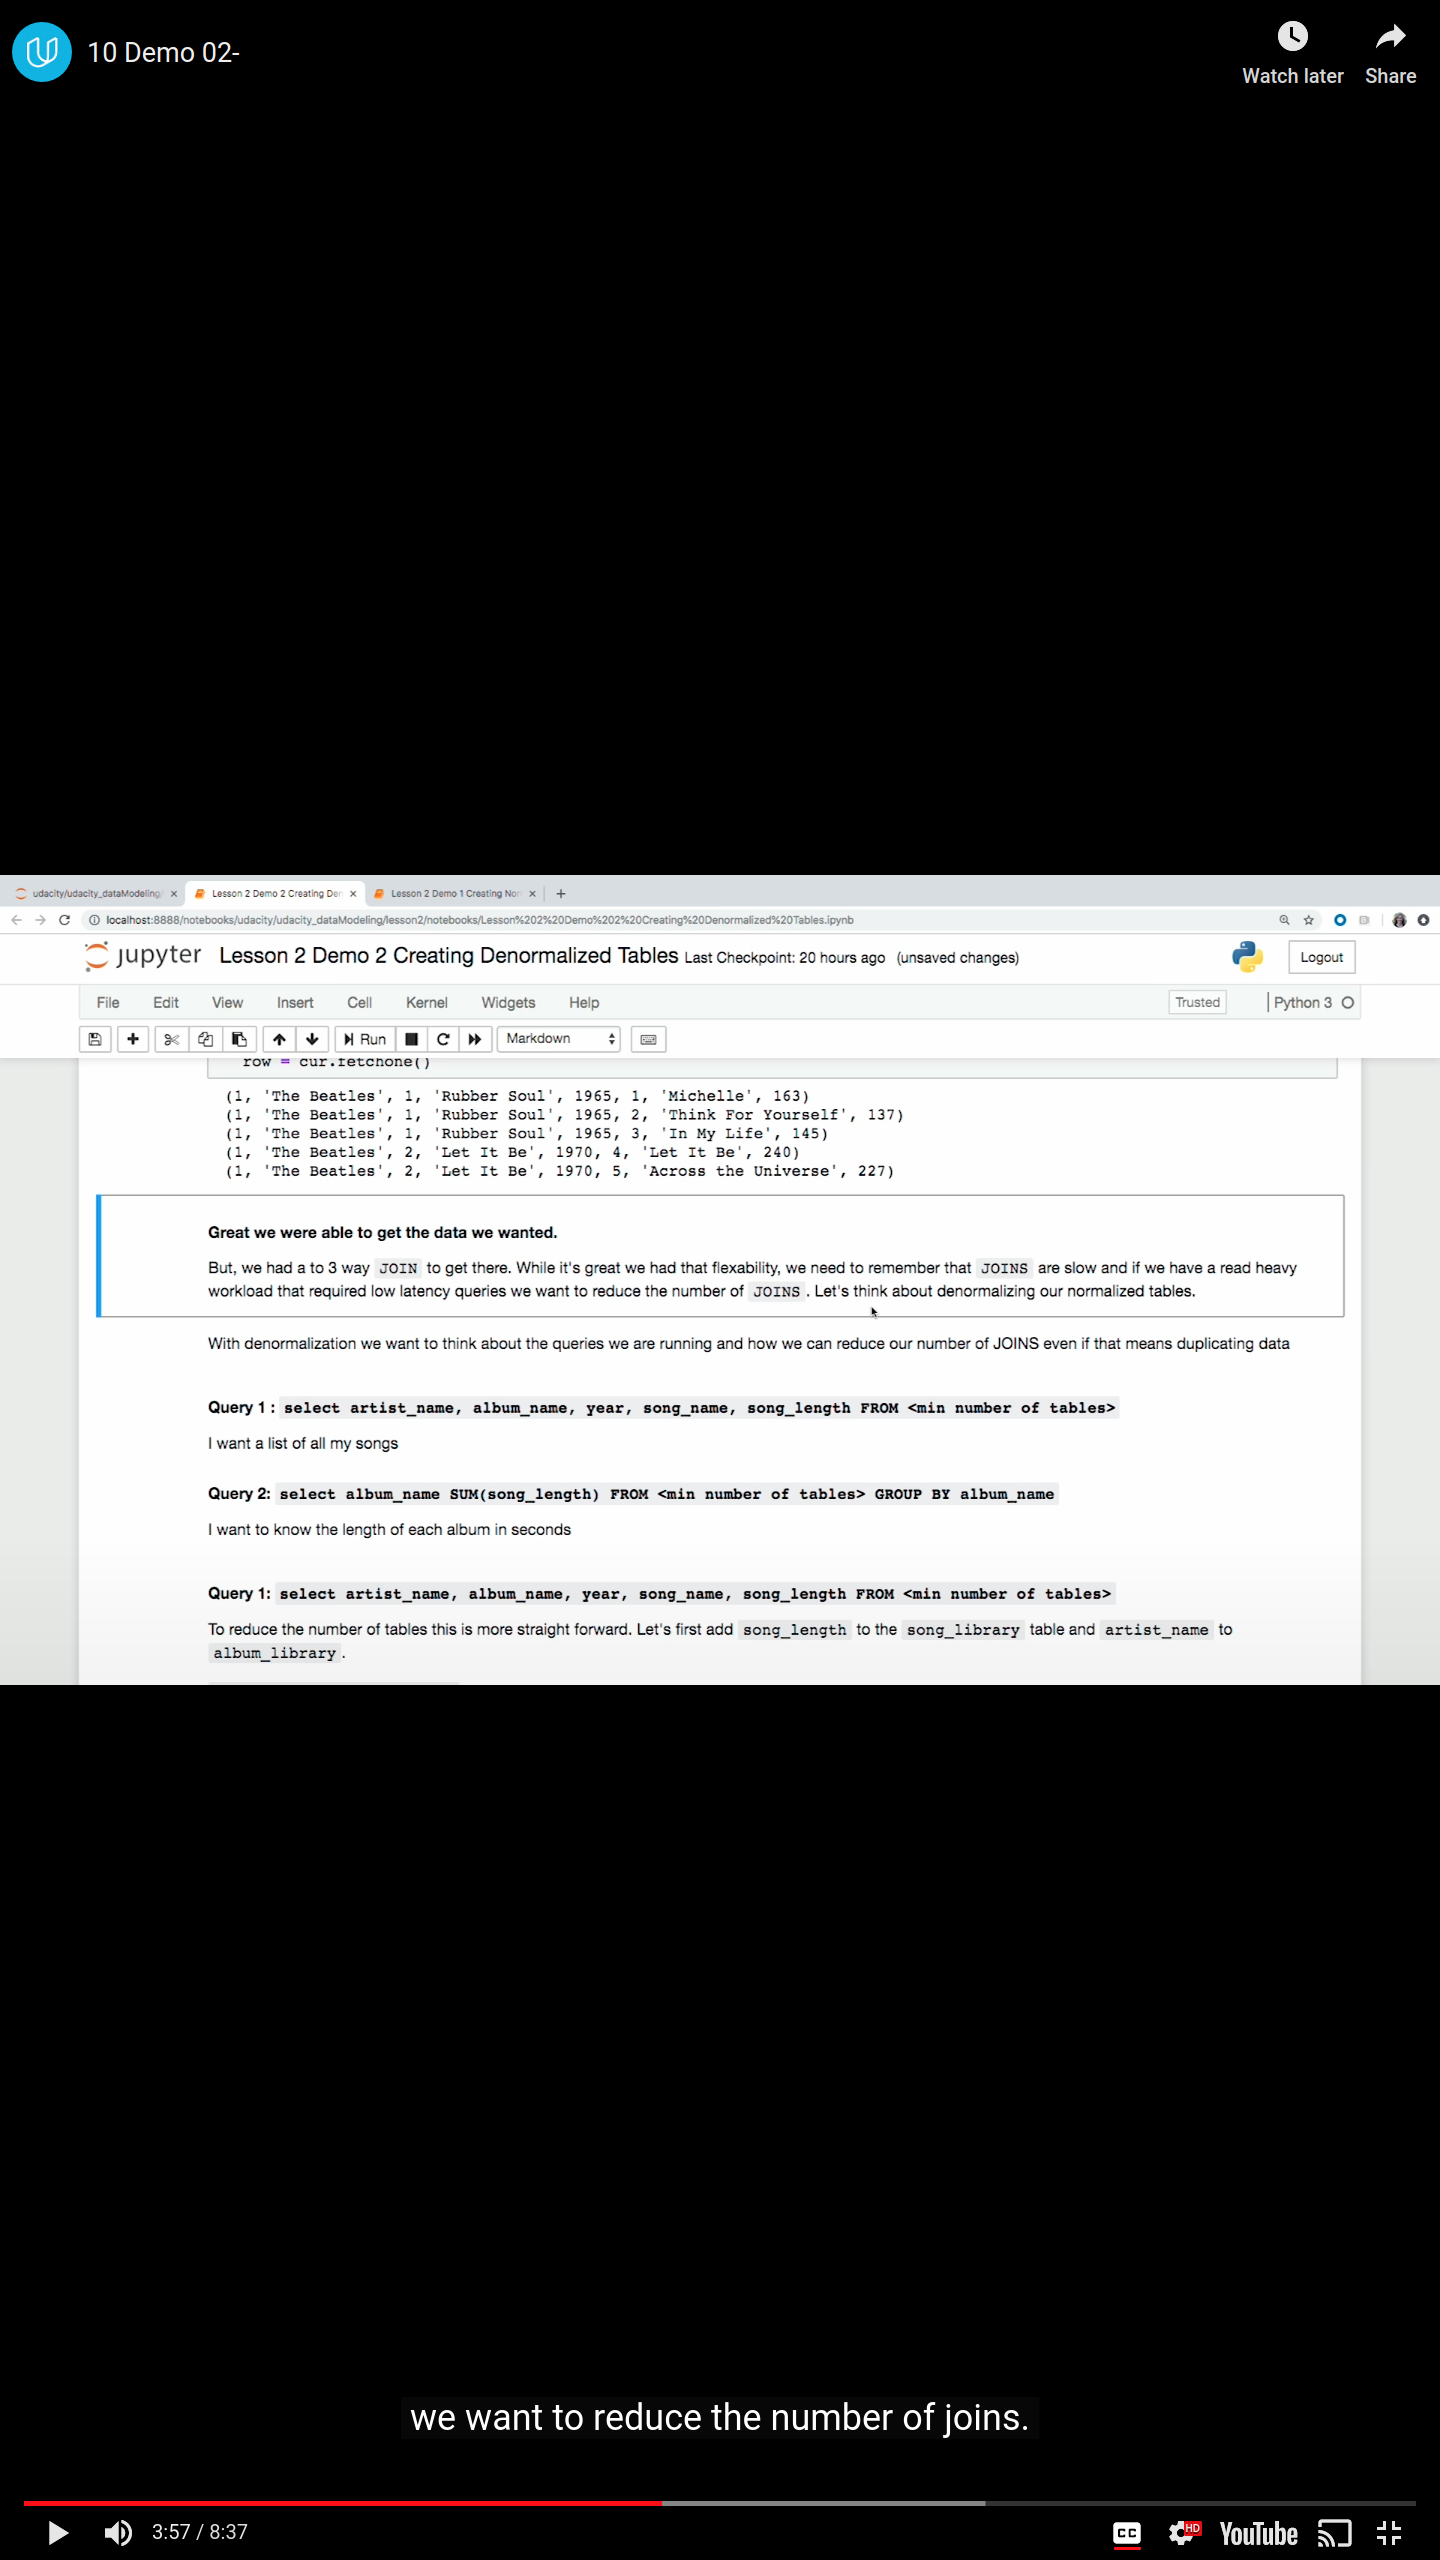 10 Demo 02-
Watch later
Share
udacity/udacity_dataModeling/
Lesson 2 Demo 2 Creating Den
Lesson 2 Demo 1 Creating Nor
localhost:8888/notebooks/udacity/udacity_dataModeling/lesson2/notebooks/Lesson%202%20Demo%202%20Creating%20Denormalized%20Tables.ipynb
jupyter Lesson 2 Demo 2 Creating Denormalized Tables Last Checkpoint: 20 hours ago (unsaved changes)
Logout
File Edit View Insert Cell Kernel Widgets Help
Trusted
Python 3
Run
Markdown
row = cur.fetchone()
(1, 'The Beatles', 1, 'Rubber Soul', 1965, 1, 'Michelle', 163)
(1, 'The Beatles', 1, 'Rubber Soul', 1965, 2, 'Think For Yourself', 137)
(1, 'The Beatles', 1, 'Rubber Soul', 1965, 3, 'In My Life', 145)
(1, 'The Beatles', 2, 'Let It Be', 1970, 4, 'Let It Be', 240)
(1, 'The Beatles', 2, 'Let It Be', 1970, 5, 'Across the Universe', 227)
Great we were able to get the data we wanted.
But, we had a to 3 way JOIN to get there. While it's great we had that flexability, we need to remember that JOINS are slow and if we have a read heavy
workload that required low latency queries we want to reduce the number of JOINS . Let's think about denormalizing our normalized tables.
With denormalization we want to think about the queries we are running and how we can reduce our number of JOINS even if that means duplicating data
Query 1 : select artist_name, album_name, year, song_name, song_length FROM <min number of tables>
I want a list of all my songs
Query 2: select album_name SUM(song_length) FROM <min number of tables> GROUP BY album_name
I want to know the length of each album in seconds
Query 1: select artist_name, album_name, year, song_name, song_length FROM <min number of tables>
To reduce the number of tables this is more straight forward. Let's first add song_length to the song_library table and artist_name to
album_library .
we want to reduce the number of joins.
3:57 / 8:37
CC
HD
YouTube